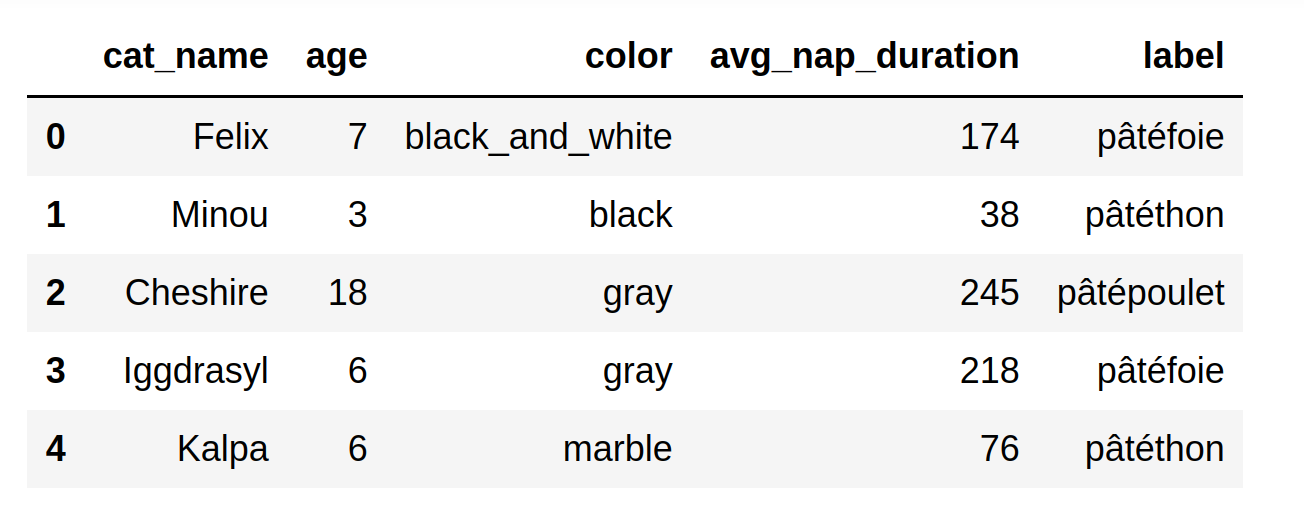 cat_name age color avg_nap_duration label
0 Felix 7 black_and_white 174 pâtéfoie
1 Minou 3 black 38 pâtéthon
2 Cheshire 18 gray 245 pâtépoulet
3 Iggdrasyl 6 gray 218 pâtéfoie
4 Kalpa 6 marble 76 pâtéthon